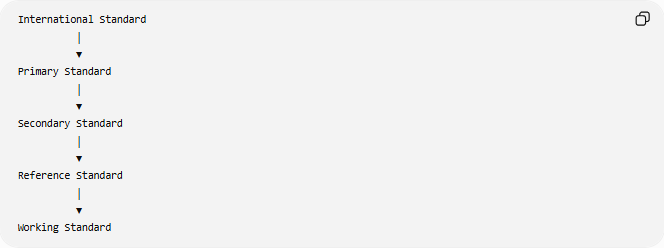 International Standard
|
▼
Primary Standard
|
▼
Secondary Standard
|
▼
Reference Standard
|
▼
Working Standard